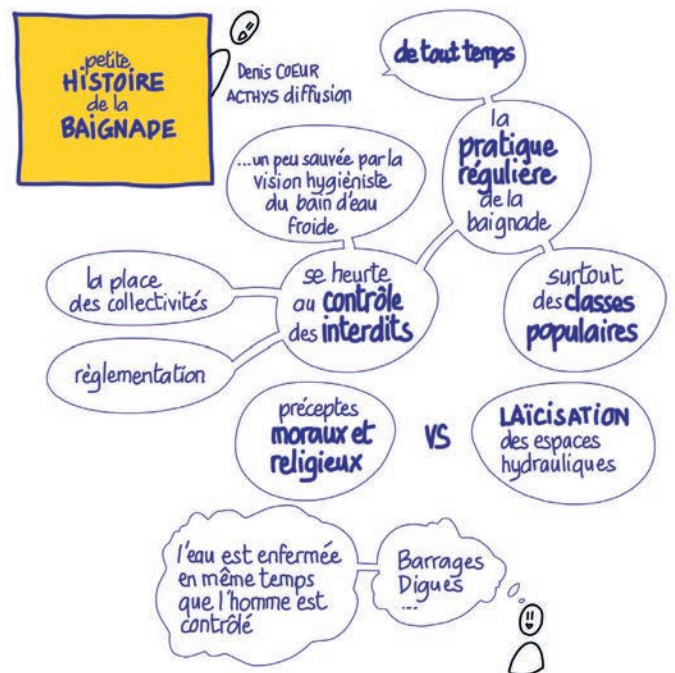 petite
HISTOIRE
de la
BAIGNADE
Denis COEUR
ACTHYS diffusion
de tout temps
la
pratique
régulière
de la
baignade
...un peu sauvée par la
vision hygiéniste
du bain d'eau
froide
la place
des collectivités
se heurte
au contrôle
des interdits
surtout
des classes
populaires
règlementation
préceptes
moraux et
religieux
VS
LAÏCISATION
des espaces
hydrauliques
l'eau est enfermée
en même temps
que l'homme est
contrôlé
Barrages
Digues
...